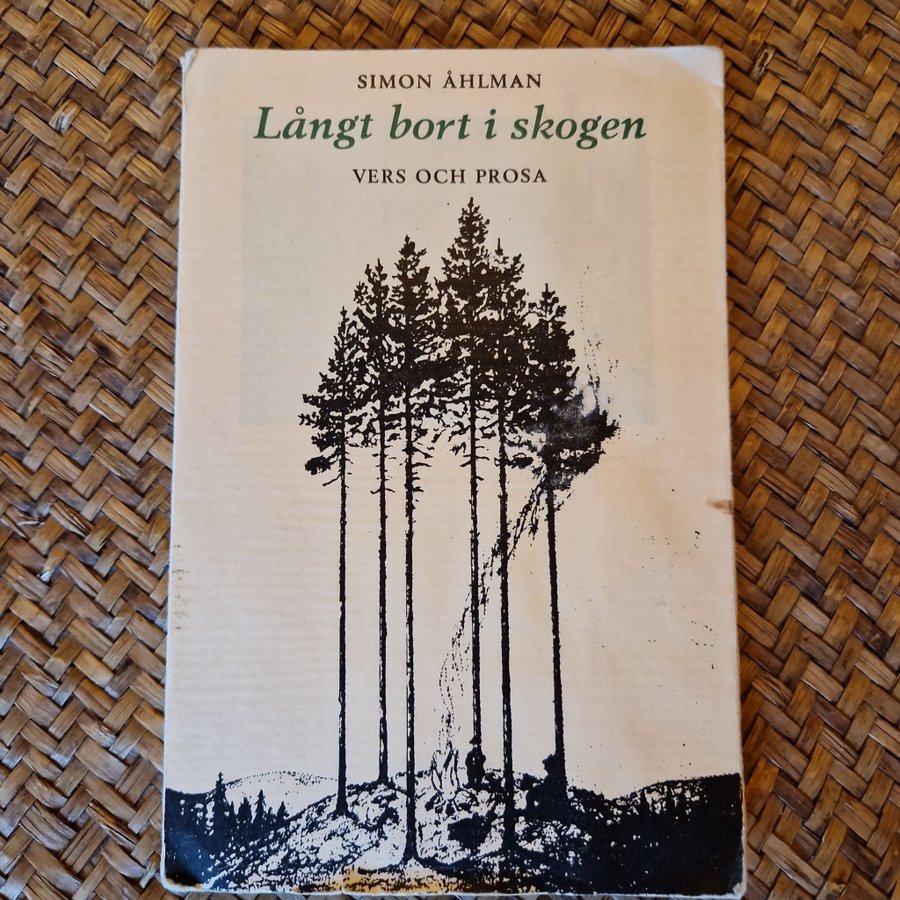 SIMON ÅHLMAN
Långt bort i skogen
VERS OCH PROSA